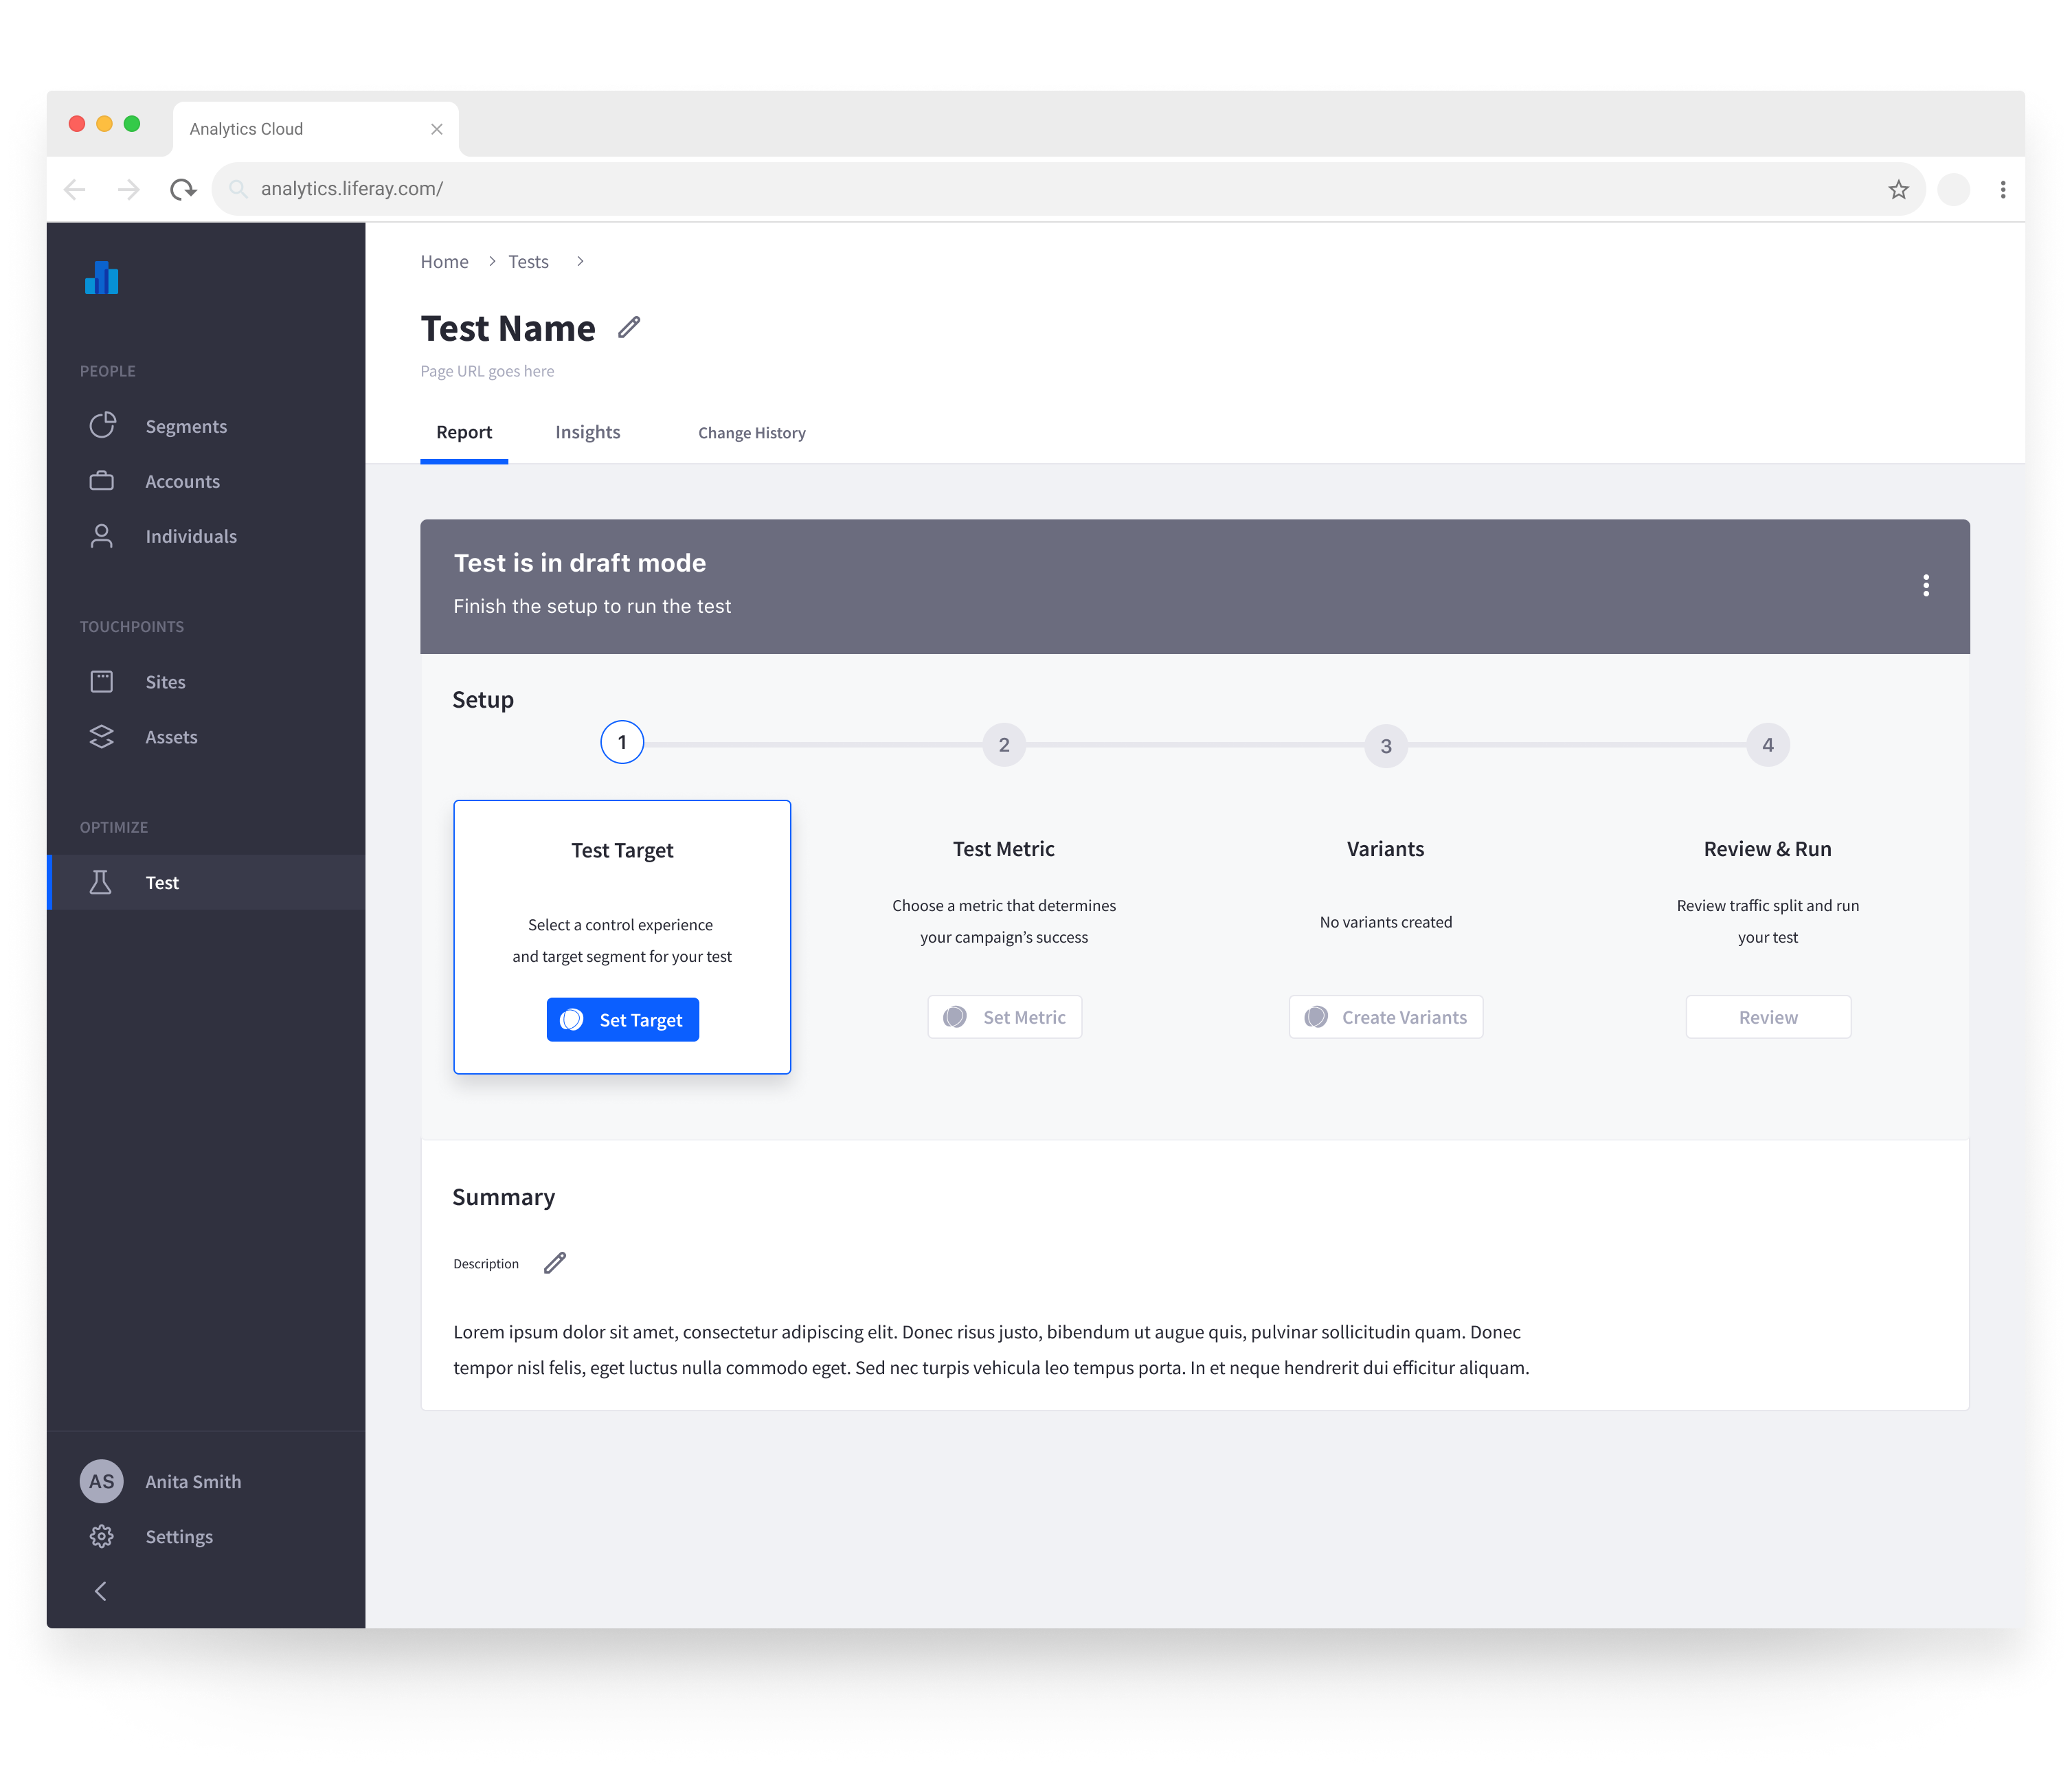 Analytics Cloud
analytics.liferay.com/
Home
Tests
Test Name
Page URL goes here
Report
Insights
Change History
PEOPLE
Segments
Accounts
Individuals
TOUCHPOINTS
Sites
Assets
OPTIMIZE
Test
AS
Anita Smith
Settings
Test is in draft mode
Finish the setup to run the test
Setup
1
2
3
4
Test Target
Select a control experience
and target segment for your test
Set Target
Test Metric
Choose a metric that determines
your campaign’s success
Set Metric
Variants
No variants created
Create Variants
Review & Run
Review traffic split and run
your test
Review
Summary
Description
Lorem ipsum dolor sit amet, consectetur adipiscing elit. Donec risus justo, bibendum ut augue quis, pulvinar sollicitudin quam. Donec
tempor nisl felis, eget luctus nulla commodo eget. Sed nec turpis vehicula leo tempus porta. In et neque hendrerit dui efficitur aliquam.